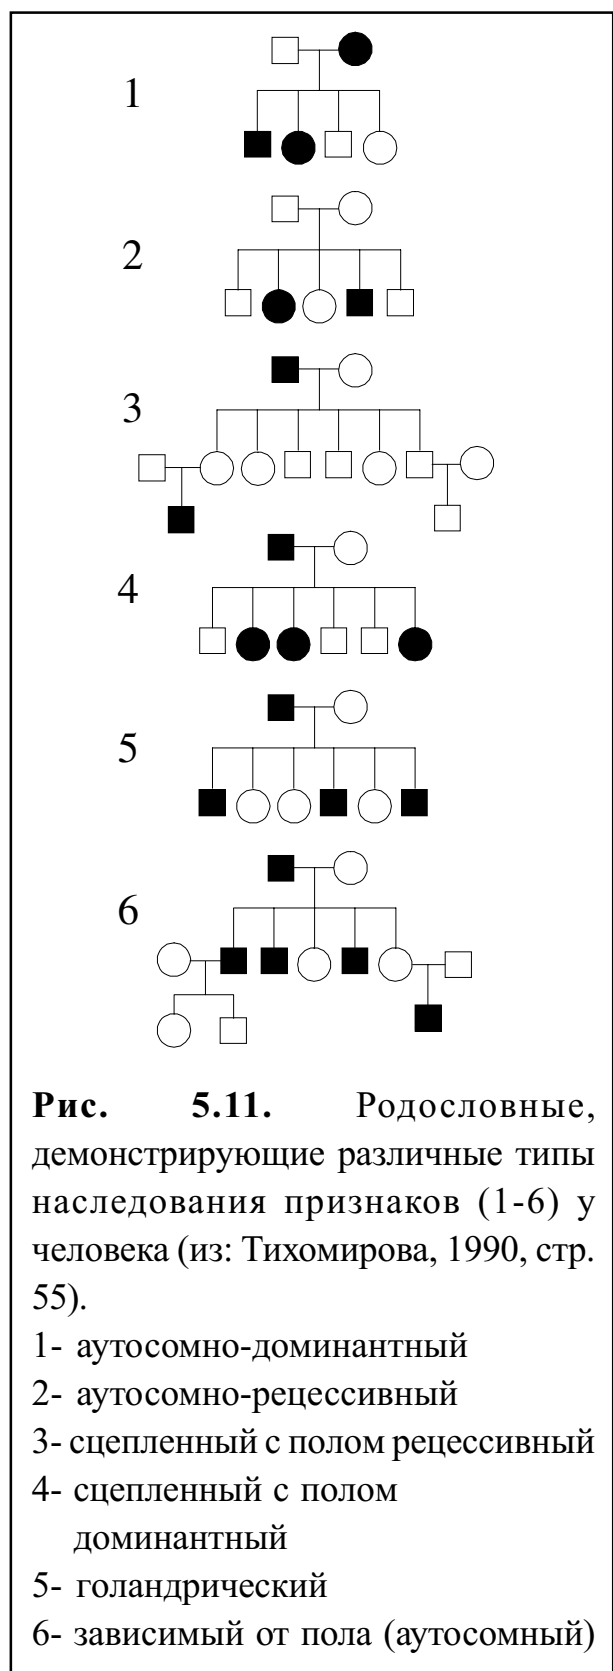 1
2
3
4
5
6
Рис. 5.11. Родословные,
демонстрирующие различные типы
наследования признаков (1-6) у
человека (из: Тихомирова, 1990, стр.
55).
1- аутосомно-доминантный
2- аутосомно-рецессивный
3- сцепленный с полом рецессивный
4- сцепленный с полом
доминантный
5- голандрический
6- зависимый от пола (аутосомный)